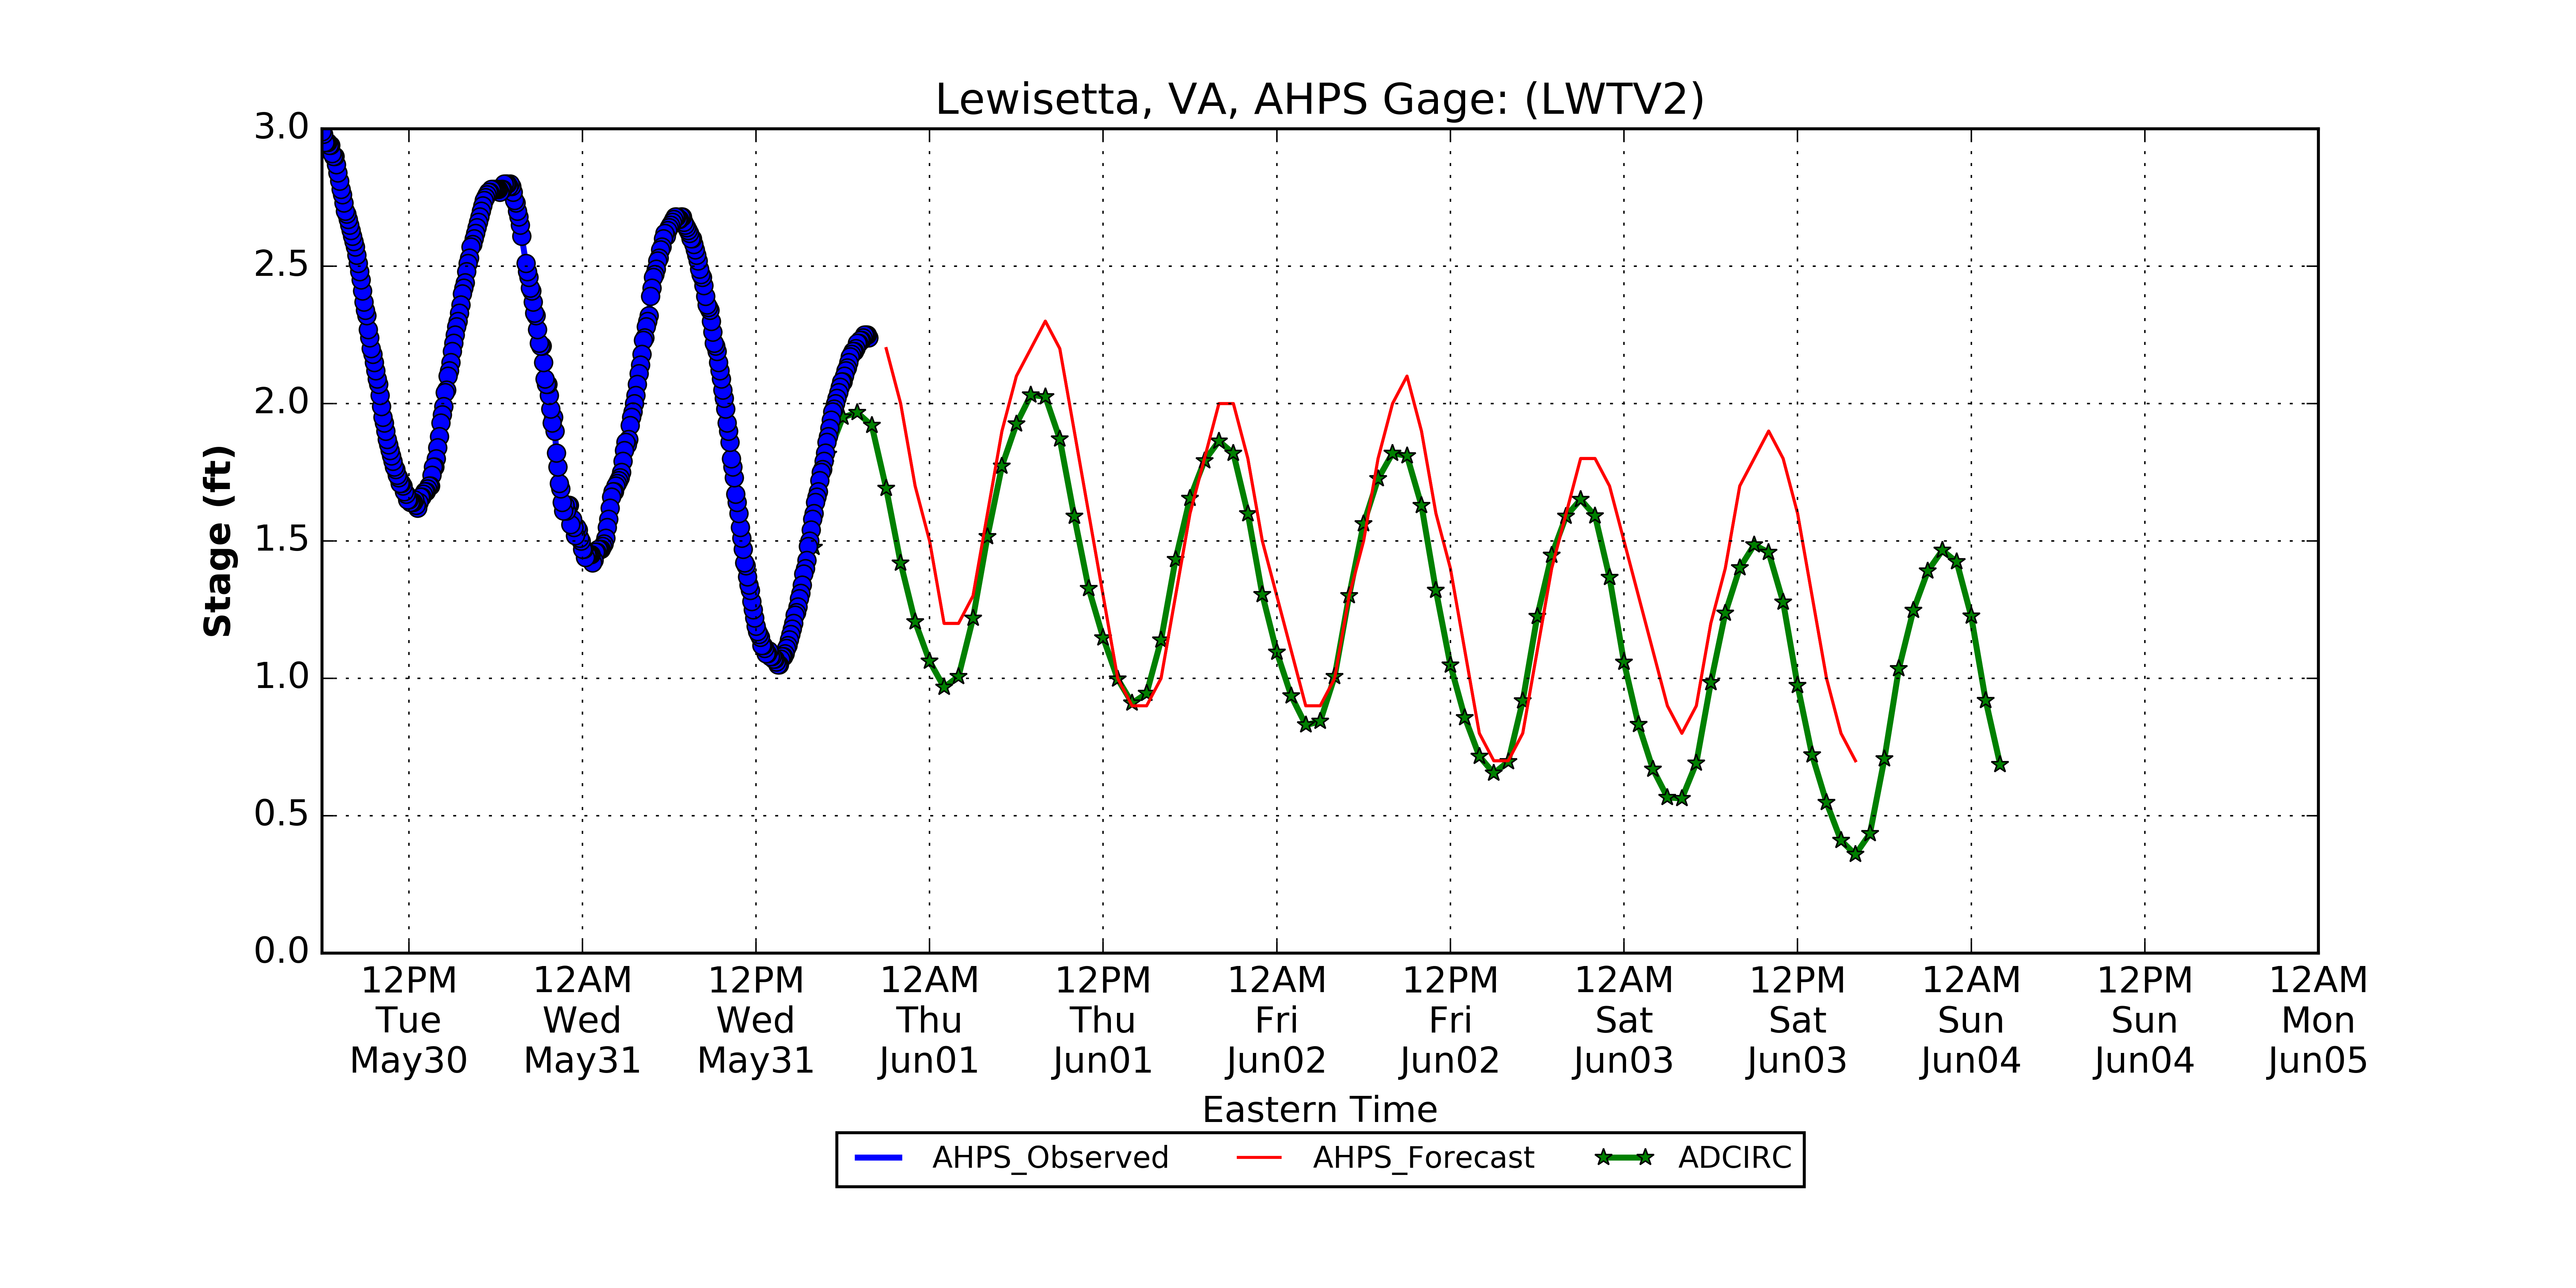 Lewisetta, VA, AHPS Gage: (LWTV2)
3.0
2.5
2.0
1.5
1.0
0.5
0.0
Stage (ft)
12PM 12AM 12PM 12AM 12PM 12AM 12PM 12AM 12PM 12AM 12PM 12AM
Tue Wed Wed Thu Thu Fri Fri Sat Sat Sun Sun Mon
May30 May31 May31 Jun01 Jun01 Jun02 Jun02 Jun03 Jun03 Jun04 Jun04 Jun05
Eastern Time
AHPS_Observed AHPS_Forecast ADCIRC